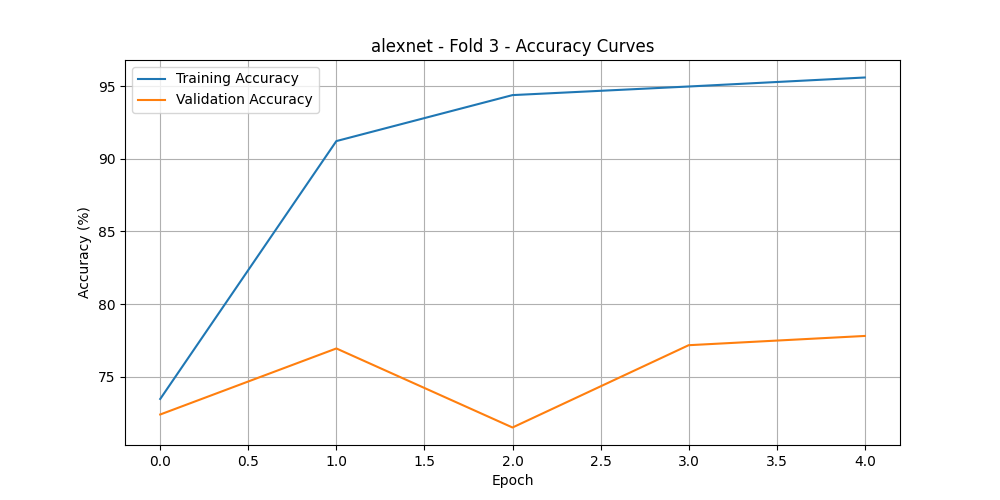 alexnet - Fold 3 - Accuracy Curves
Training Accuracy
Validation Accuracy
Accuracy (%)
95
90
85
80
75
0.0 0.5 1.0 1.5 2.0 2.5 3.0 3.5 4.0
Epoch